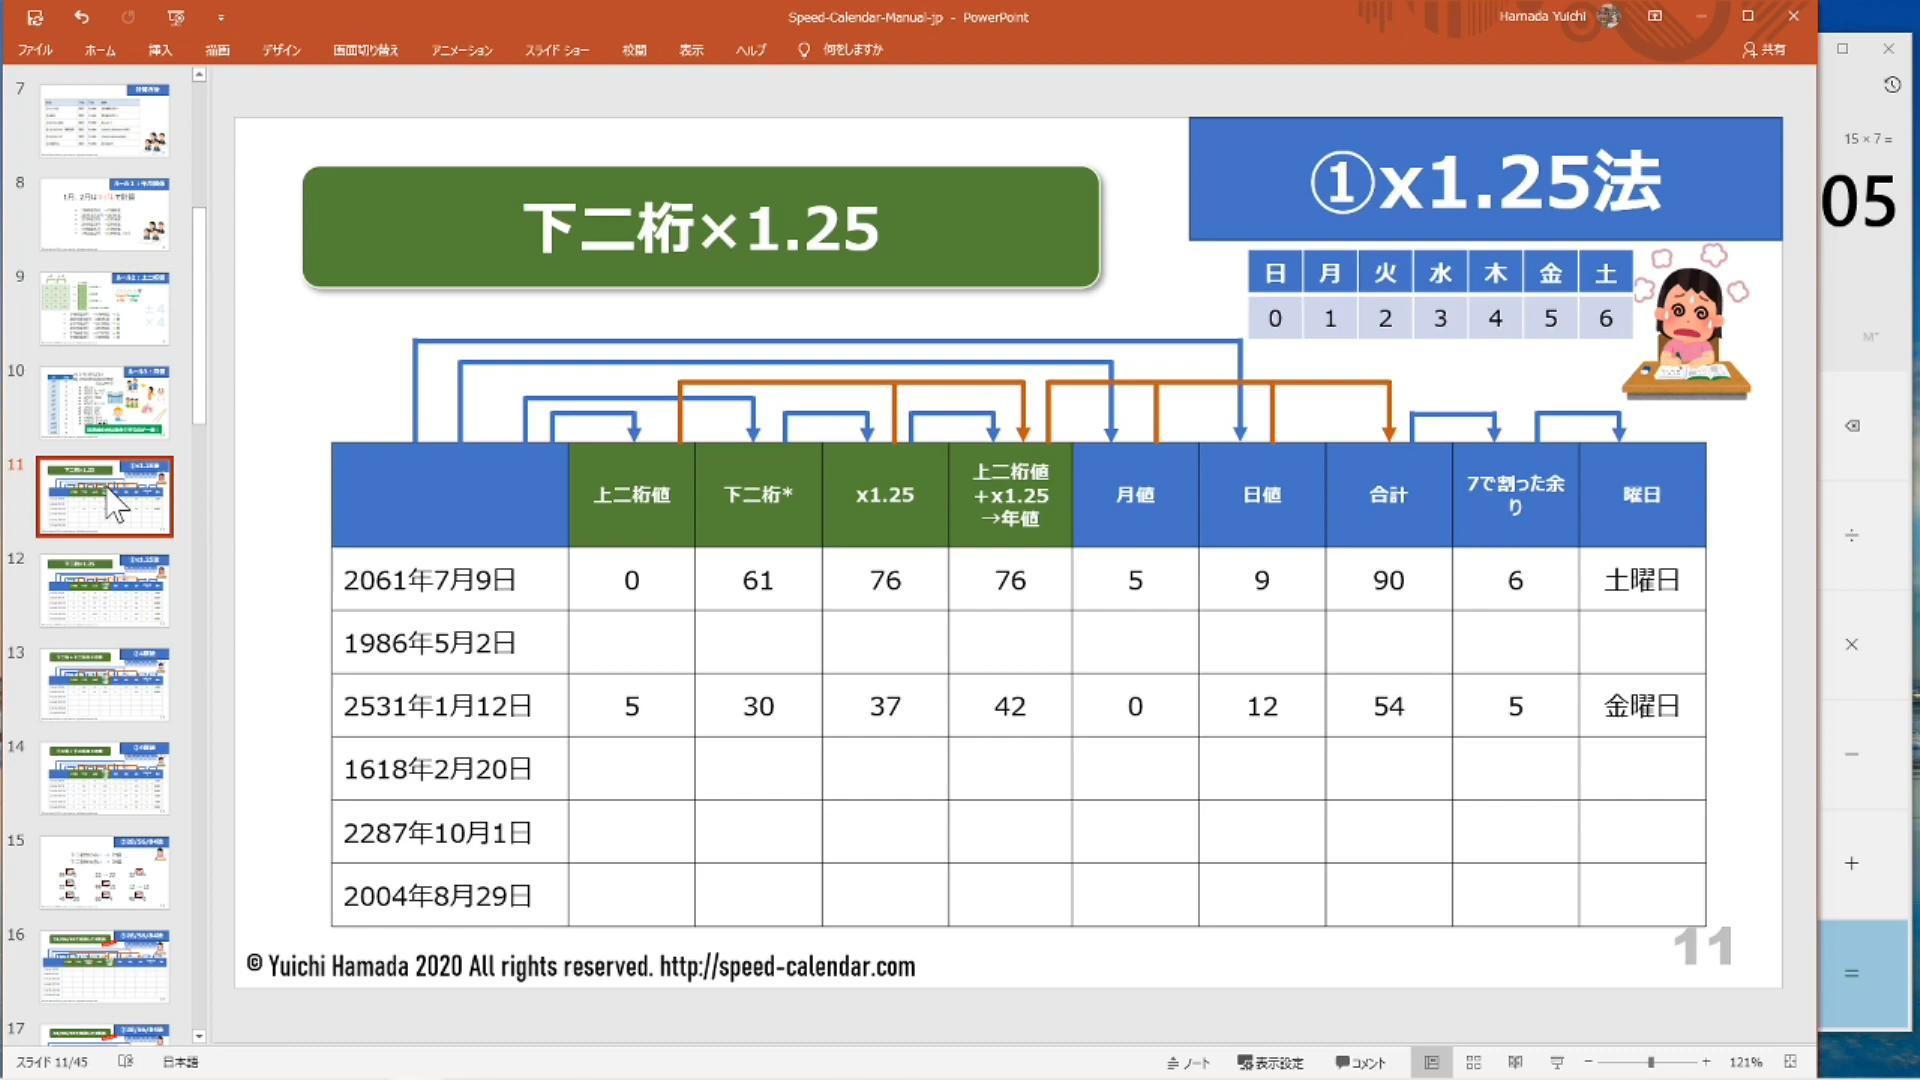 Speed-Calendar-Manual-jp - PowerPoint
Hamada Yuichi
ファイル ホーム 挿入 描画 デザイン 画面切り替え アニメーション スライド ショー 校閲 表示 ヘルプ 何をしますか 共有
15 × 7 =
05
7
8
9
10
11
12
13
14
15
16
17
①x1.25法
下二桁×1.25
日 月 火 水 木 金 土
0 1 2 3 4 5 6
上二桁値 下二桁* x1.25 上二桁値
+x1.25
→年値
月値 日値 合計 7で割った余
り
曜日
2061年7月9日 0 61 76 76 5 9 90 6 土曜日
1986年5月2日
2531年1月12日 5 30 37 42 0 12 54 5 金曜日
1618年2月20日
2287年10月1日
2004年8月29日
11
© Yuichi Hamada 2020 All rights reserved. http://speed-calendar.com
スライド 11/45 日本語 ノート 表示設定 コメント 121%